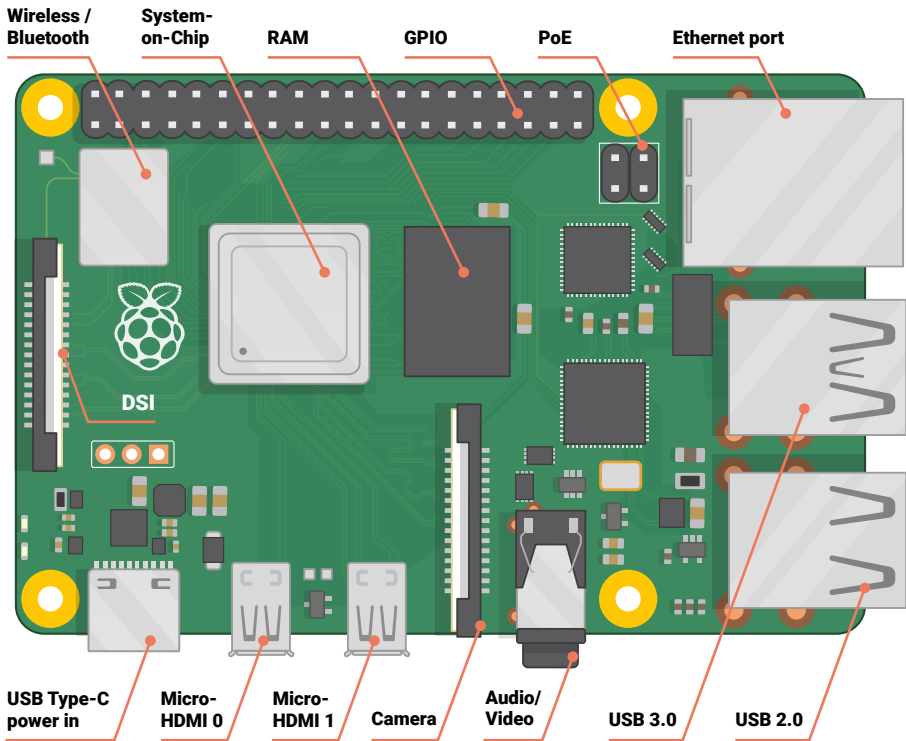 Wireless /
Bluetooth
System-
on-Chip
RAM
GPIO
PoE
Ethernet port
DSI
USB Type-C
power in
Micro-
HDMI 0
Micro-
HDMI 1
Camera
Audio/
Video
USB 3.0
USB 2.0